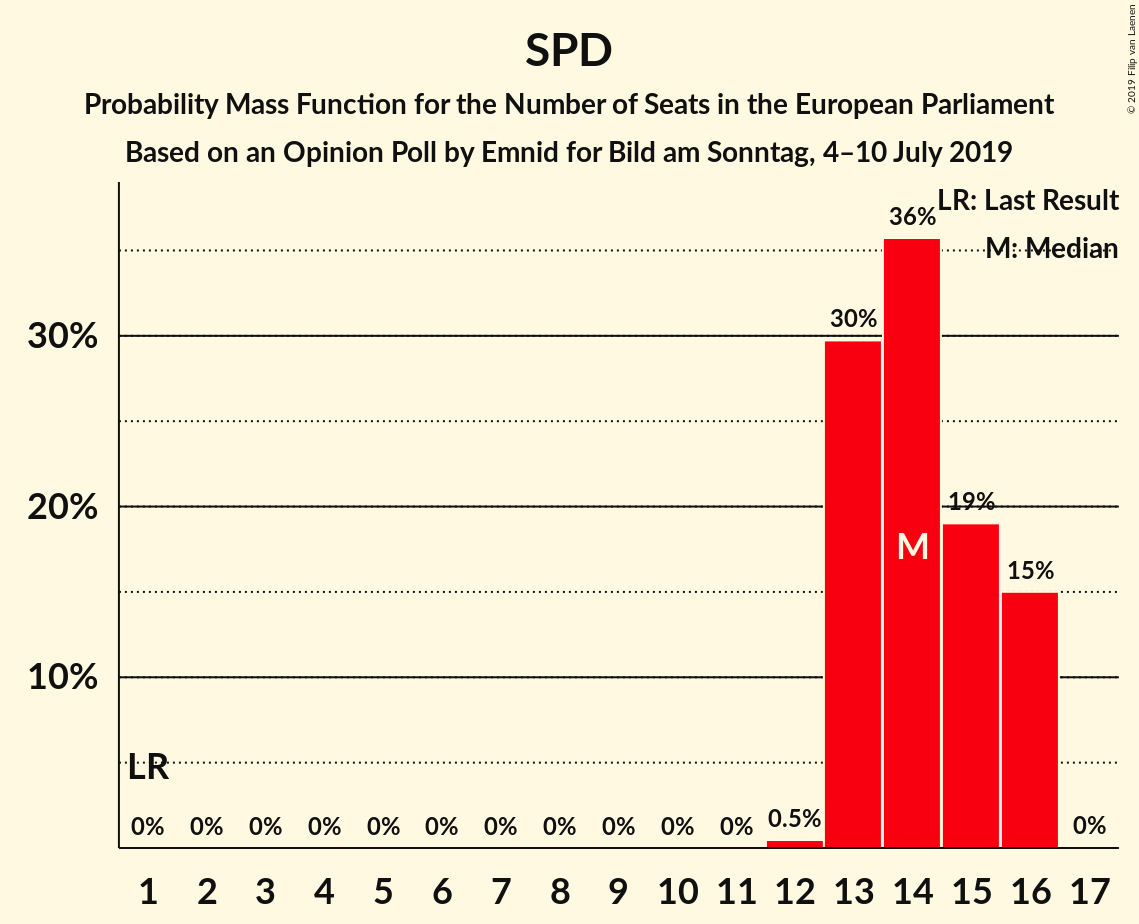 SPD
Probability Mass Function for the Number of Seats in the European Parliament
Based on an Opinion Poll by Emnid for Bild am Sonntag, 4–10 July 2019
© 2019 Filip van Laenen
LR: Last Result
M: Median
36%
30%
30%
20%
19%
M
15%
10%
LR
0% 0% 0% 0% 0% 0% 0% 0% 0% 0% 0% 0.5% 0%
1 2 3 4 5 6 7 8 9 10 11 12 13 14 15 16 17